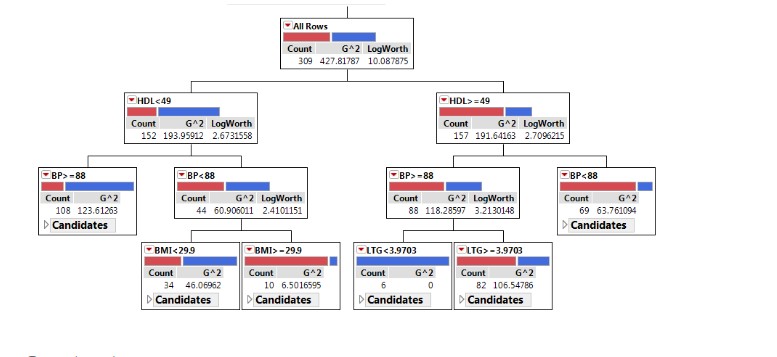 All Rows
Count G^2 LogWorth
309 427.81787 10.087875
HDL<49
Count G^2 LogWorth
152 193.95912 2.6731558
HDL>=49
Count G^2 LogWorth
157 191.64163 2.7096215
BP>=88
Count G^2
108 123.61263
Candidates
BP<88
Count G^2 LogWorth
44 60.906011 2.4101151
BP>=88
Count G^2 LogWorth
88 118.28597 3.2130148
BP<88
Count G^2
69 63.761094
Candidates
BMI<29.9
Count G^2
34 46.06962
Candidates
BMI>=29.9
Count G^2
10 6.5016595
Candidates
LTG<3.9703
Count G^2
6 0
Candidates
LTG>=3.9703
Count G^2
82 106.54786
Candidates